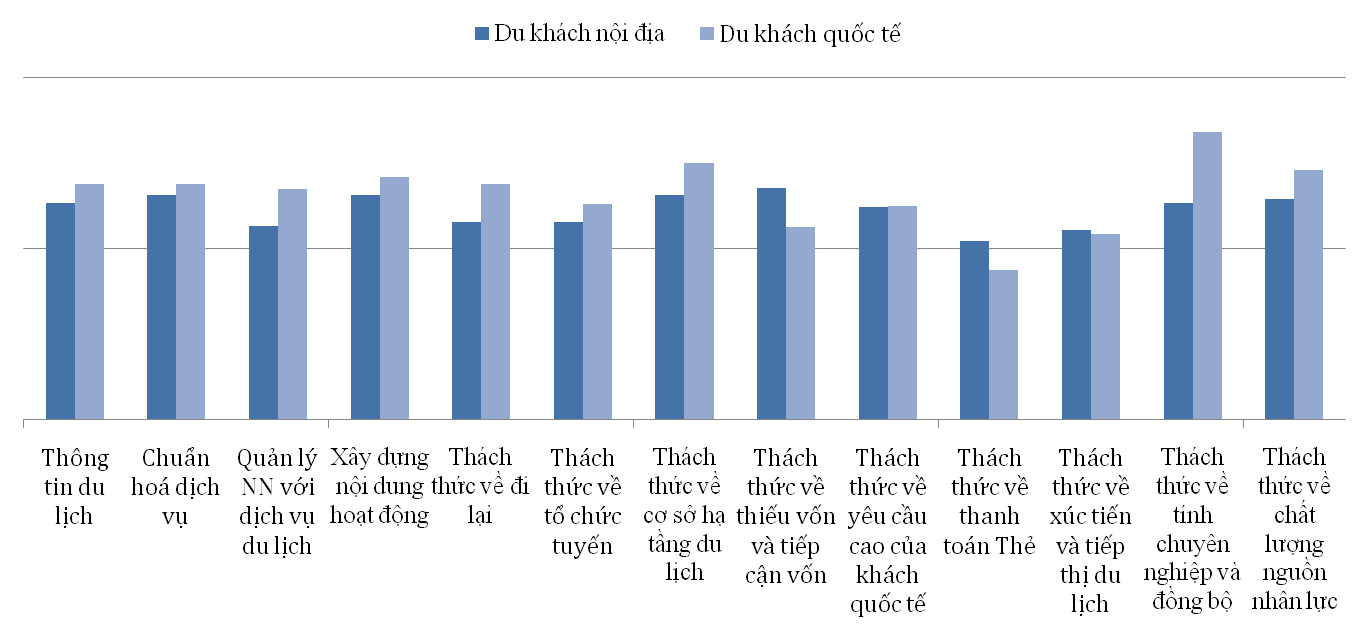 Du khách nội địa
Du khách quốc tế
Thông
tin du
lịch
Chuẩn
hoá dịch
vụ
Quản lý
NN với
dịch vụ
du lịch
Xây dựng
nội dung
hoạt động
Thách
thức về đi
lại
Thách
thức về
tổ chức
tuyến
Thách
thức về
cơ sở hạ
tầng du
lịch
Thách
thức về
thiếu vốn
và tiếp
cận vốn
Thách
thức về
yêu cầu
cao của
khách
quốc tế
Thách
thức về
thanh
toán Thẻ
Thách
thức về
xúc tiến
và tiếp
thị du
lịch
Thách
thức về
tính
chuyên
nghiệp và
đồng bộ
Thách
thức về
chất
lượng
nguồn
nhân lực